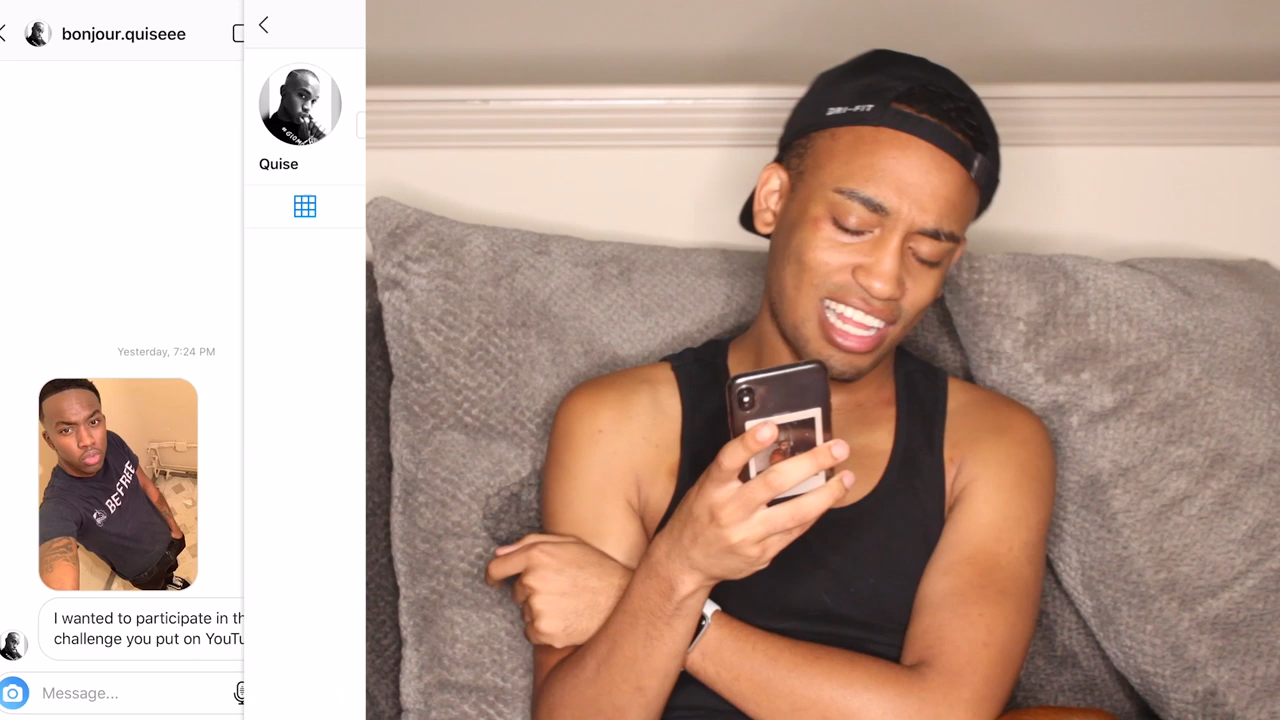 bonjour.quiseee
Quise
Yesterday, 7:24 PM
BE FREE
I wanted to participate in th
challenge you put on YouTu
Message...
DRI-FIT